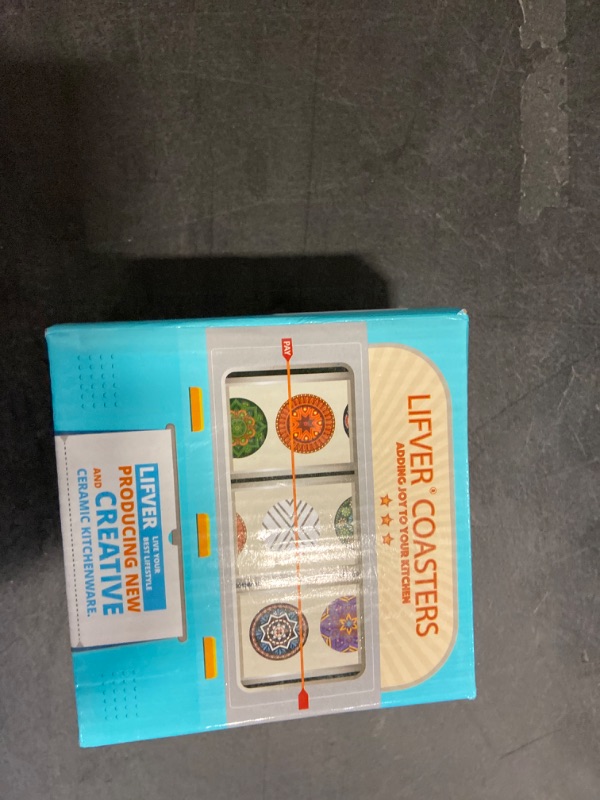 LIFVER® COASTERS
ADDING JOY TO YOUR KITCHEN
PAY
LIFVER LIVE YOUR
BEST LIFESTYLE
PRODUCING NEW
AND CREATIVE
CERAMIC KITCHENWARE.